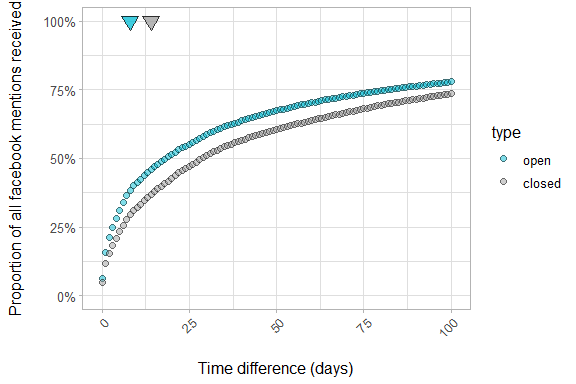 Proportion of all facebook mentions received
100%
75%
50%
25%
0%
0
25
50
75
100
Time difference (days)
type
open
closed